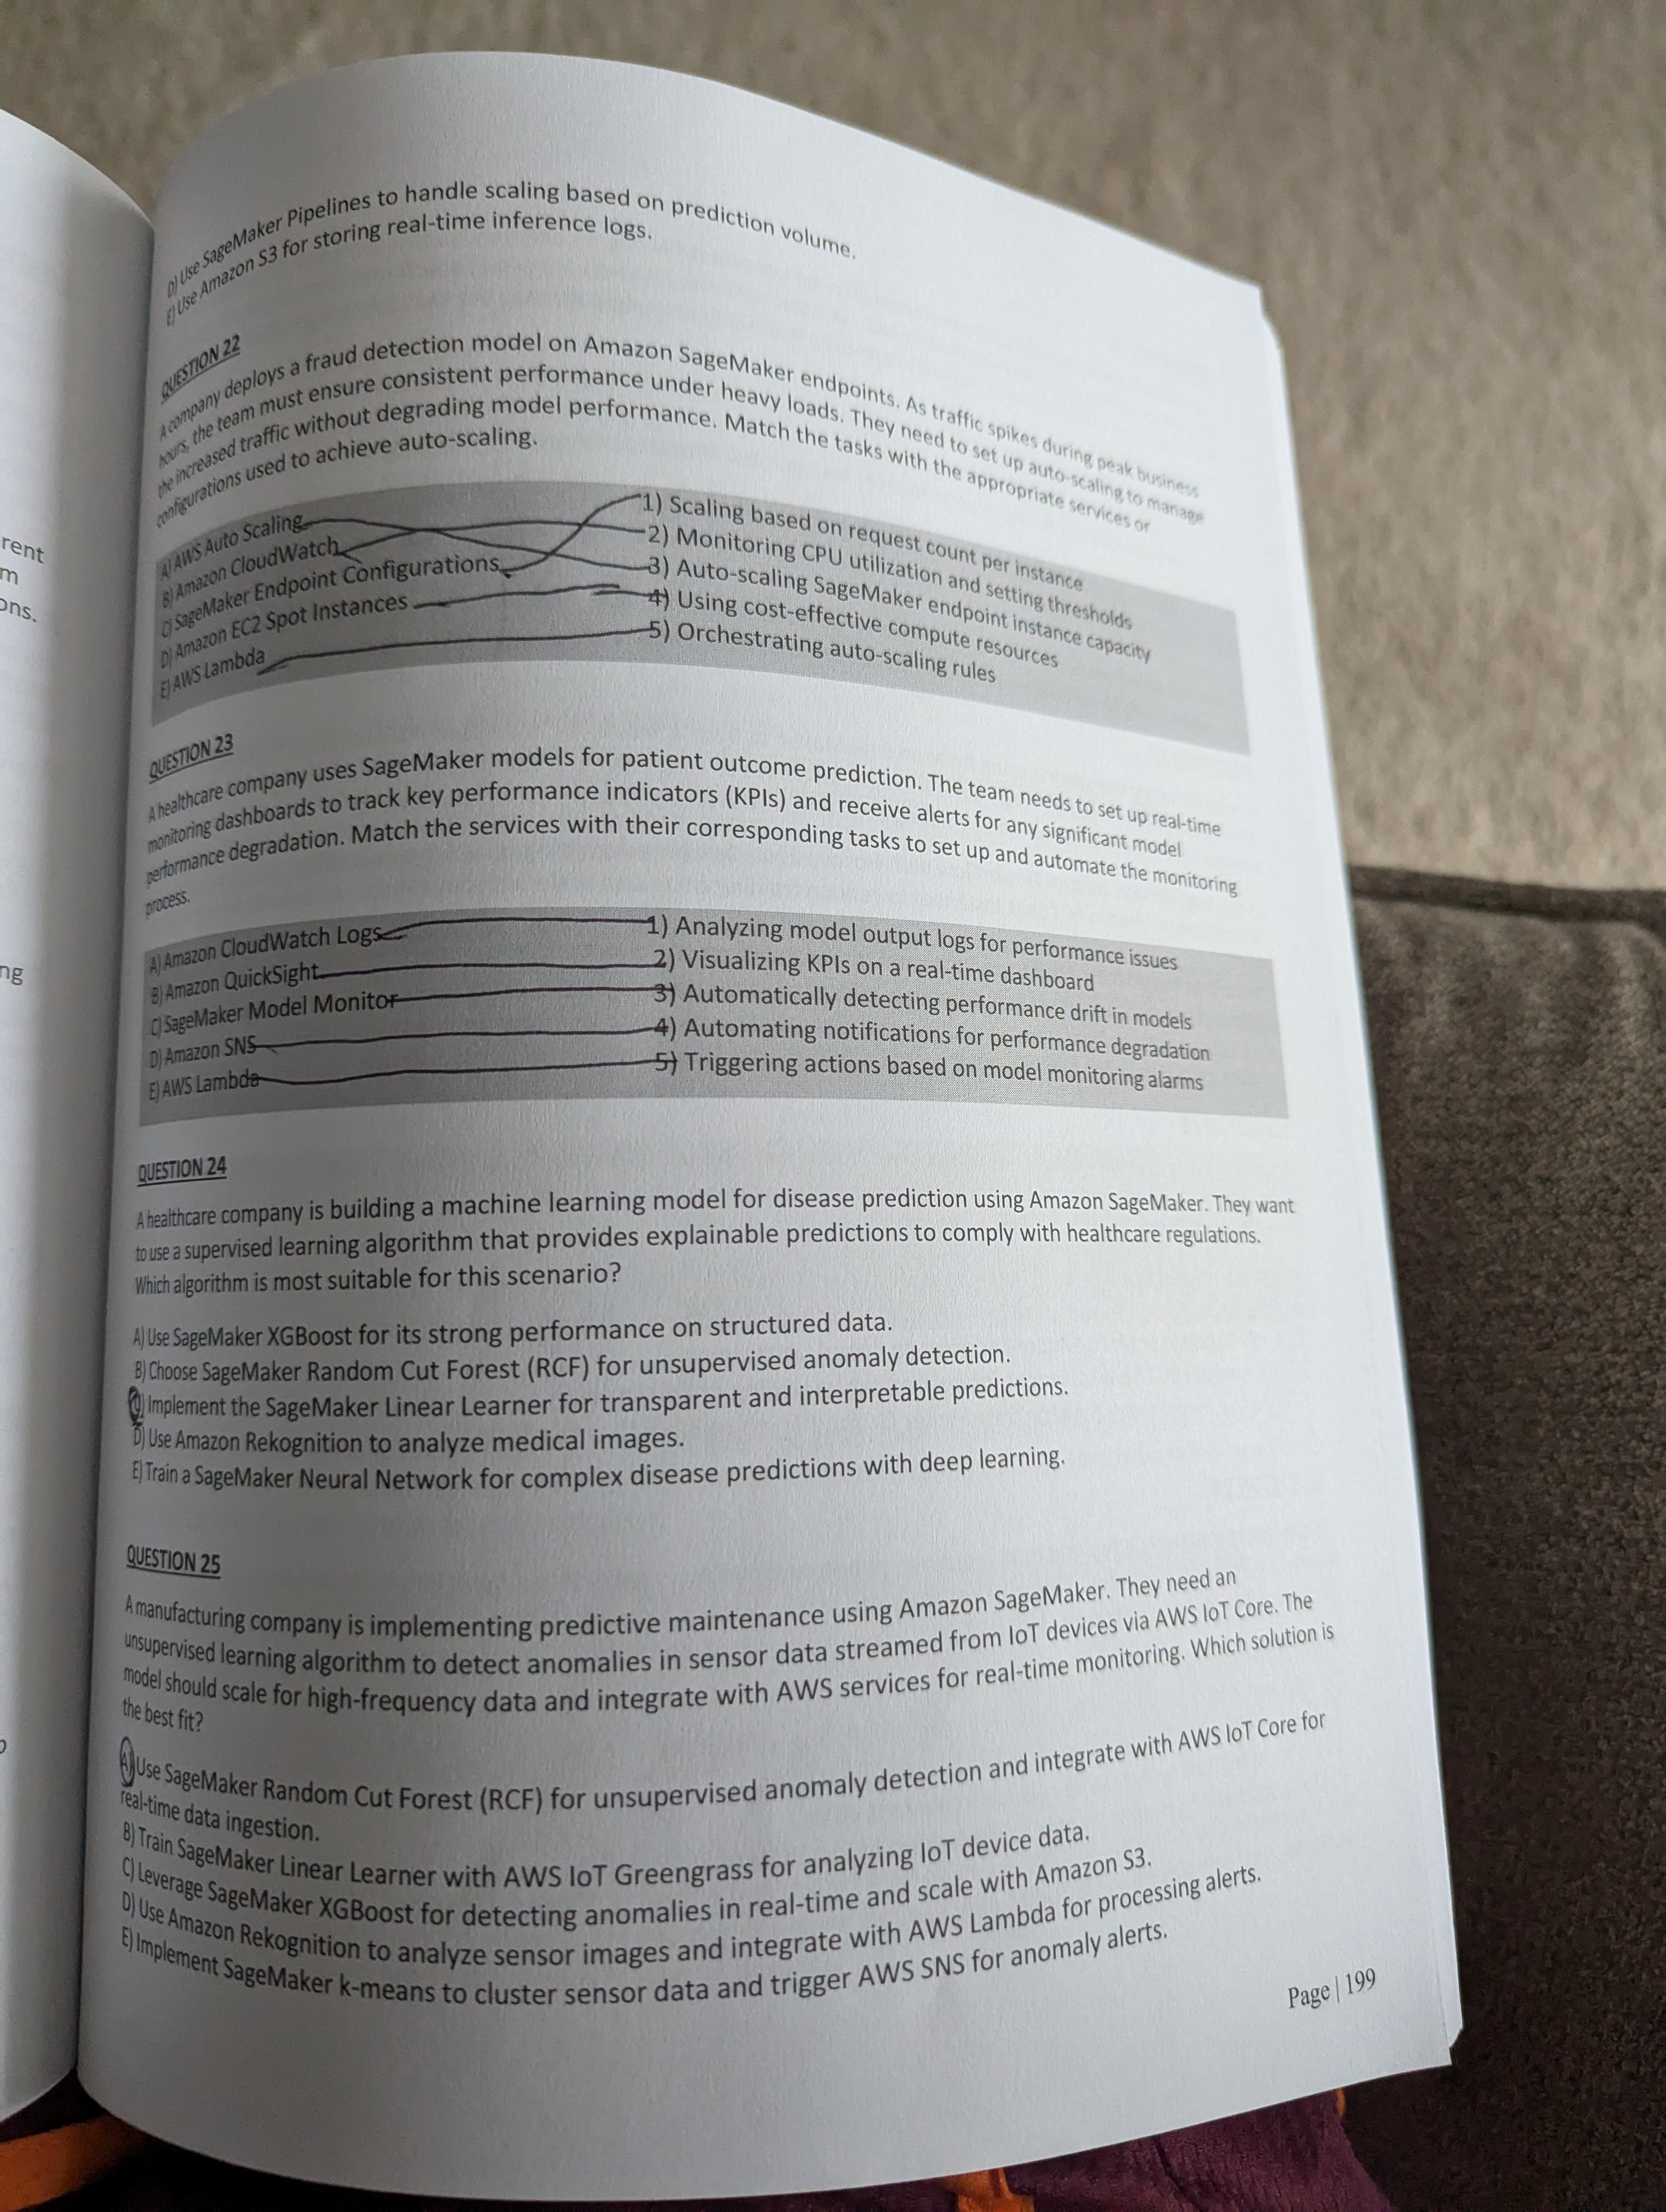 D) Use SageMaker Pipelines to handle scaling based on prediction volume.
E) Use Amazon S3 for storing real-time inference logs.
QUESTION 22
A company deploys a fraud detection model on Amazon SageMaker endpoints. As traffic spikes during peak business
hours, the team must ensure consistent performance under heavy loads. They need to set up auto-scaling to manage
the increased traffic without degrading model performance. Match the tasks with the appropriate services or
configurations used to achieve auto-scaling.
A) AWS Auto Scaling
B) Amazon CloudWatch
C) SageMaker Endpoint Configurations
D) Amazon EC2 Spot Instances
E) AWS Lambda
1) Scaling based on request count per instance
2) Monitoring CPU utilization and setting thresholds
3) Auto-scaling SageMaker endpoint instance capacity
4) Using cost-effective compute resources
5) Orchestrating auto-scaling rules
QUESTION 23
A healthcare company uses SageMaker models for patient outcome prediction. The team needs to set up real-time
monitoring dashboards to track key performance indicators (KPIs) and receive alerts for any significant model
performance degradation. Match the services with their corresponding tasks to set up and automate the monitoring
process.
A) Amazon CloudWatch Logs
B) Amazon QuickSight
C) SageMaker Model Monitor
D) Amazon SNS
E) AWS Lambda
1) Analyzing model output logs for performance issues
2) Visualizing KPIs on a real-time dashboard
3) Automatically detecting performance drift in models
4) Automating notifications for performance degradation
5) Triggering actions based on model monitoring alarms
QUESTION 24
A healthcare company is building a machine learning model for disease prediction using Amazon SageMaker. They want
to use a supervised learning algorithm that provides explainable predictions to comply with healthcare regulations.
Which algorithm is most suitable for this scenario?
A) Use SageMaker XGBoost for its strong performance on structured data.
B) Choose SageMaker Random Cut Forest (RCF) for unsupervised anomaly detection.
C) Implement the SageMaker Linear Learner for transparent and interpretable predictions.
D) Use Amazon Rekognition to analyze medical images.
E) Train a SageMaker Neural Network for complex disease predictions with deep learning.
QUESTION 25
A manufacturing company is implementing predictive maintenance using Amazon SageMaker. They need an
unsupervised learning algorithm to detect anomalies in sensor data streamed from IoT devices via AWS IoT Core. The
model should scale for high-frequency data and integrate with AWS services for real-time monitoring. Which solution is
the best fit?
A) Use SageMaker Random Cut Forest (RCF) for unsupervised anomaly detection and integrate with AWS IoT Core for
real-time data ingestion.
B) Train SageMaker Linear Learner with AWS IoT Greengrass for analyzing IoT device data.
C) Leverage SageMaker XGBoost for detecting anomalies in real-time and scale with Amazon S3.
D) Use Amazon Rekognition to analyze sensor images and integrate with AWS Lambda for processing alerts.
E) Implement SageMaker k-means to cluster sensor data and trigger AWS SNS for anomaly alerts.
Page | 199